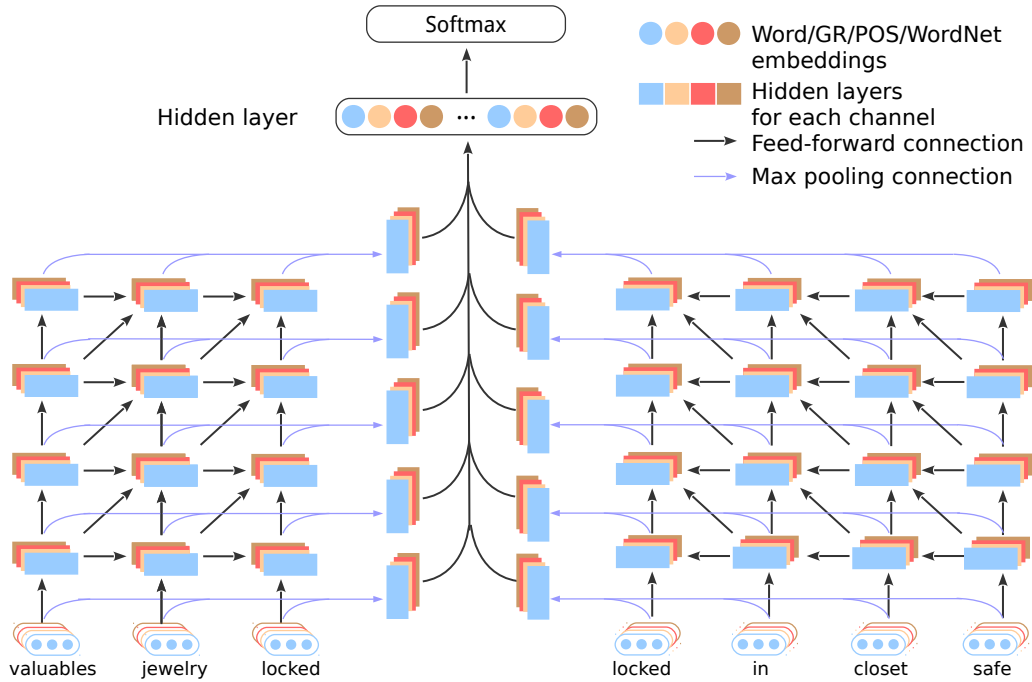 Softmax
Word/GR/POS/WordNet
embeddings
Hidden layers
for each channel
Hidden layer
...
Feed-forward connection
Max pooling connection
valuables jewelry locked locked in closet safe